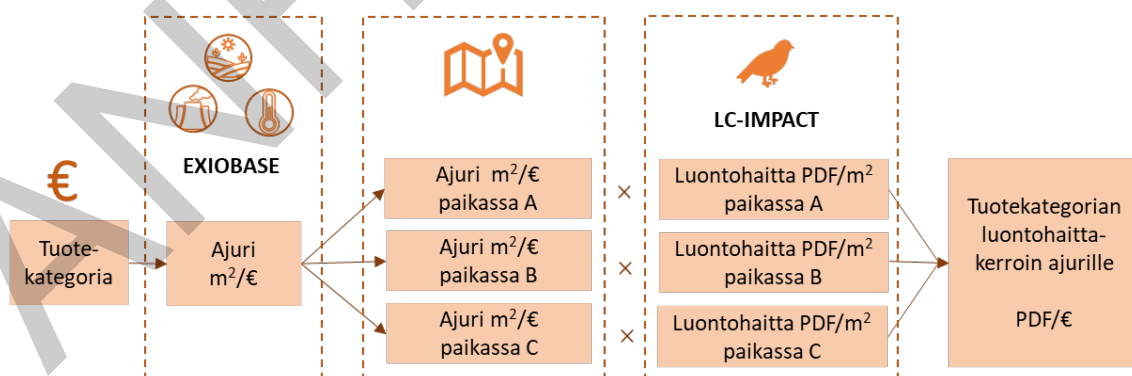 EXIOBASE
LC-IMPACT
€
Tuote-
kategoria
Ajuri
m²/€
Ajuri m²/€
paikassa A
×
Luontohaitta PDF/m²
paikassa A
Ajuri m²/€
paikassa B
×
Luontohaitta PDF/m²
paikassa B
Ajuri m²/€
paikassa C
×
Luontohaitta PDF/m²
paikassa C
Tuotekategorian
luontohaitta-
kerroin ajurille
PDF/€